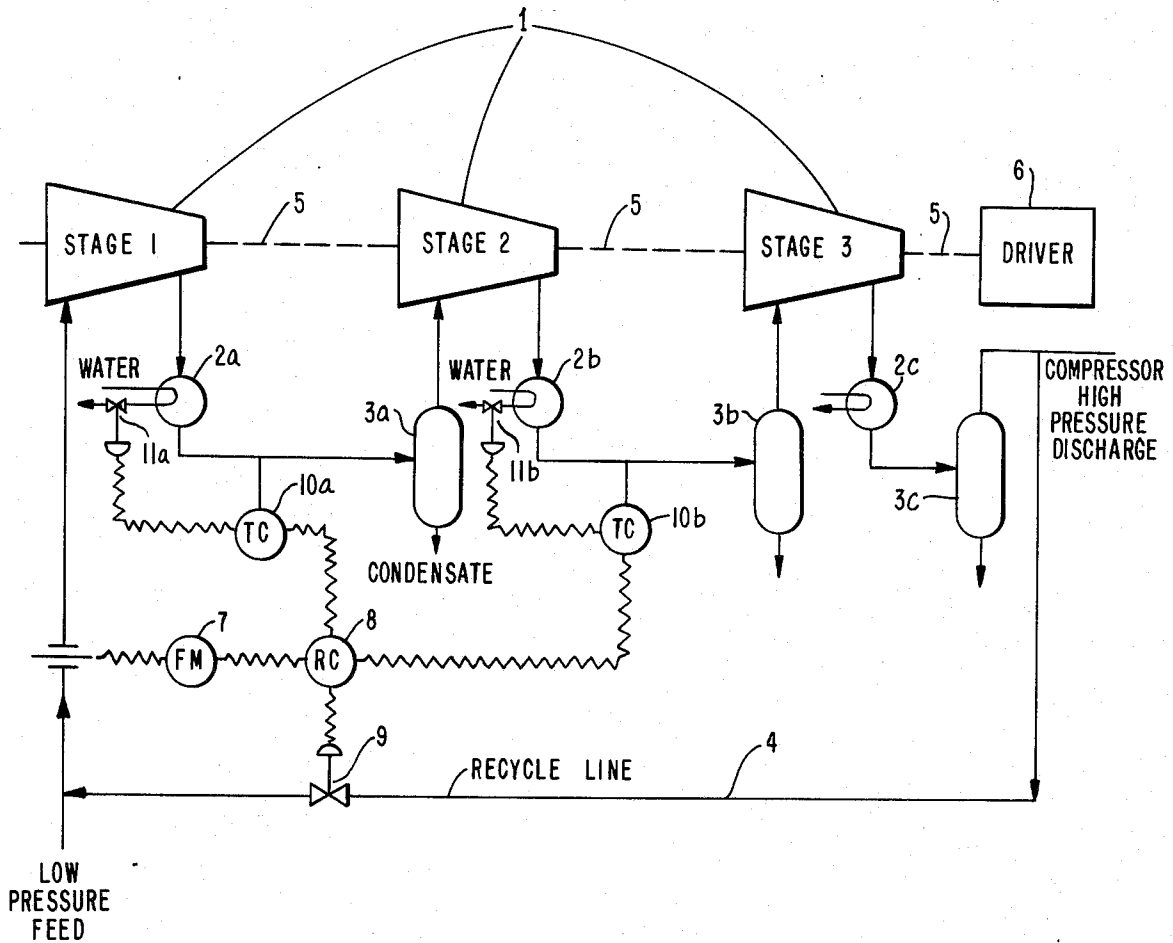 1
5
5
6
5
STAGE 1
STAGE 2
STAGE 3
DRIVER
2a
2b
2c
WATER
WATER
COMPRESSOR
HIGH
PRESSURE
DISCHARGE
3a
3b
11a
11b
3c
10a
10b
TC
TC
CONDENSATE
7
8
FM
RC
9
4
RECYCLE LINE
LOW
PRESSURE
FEED